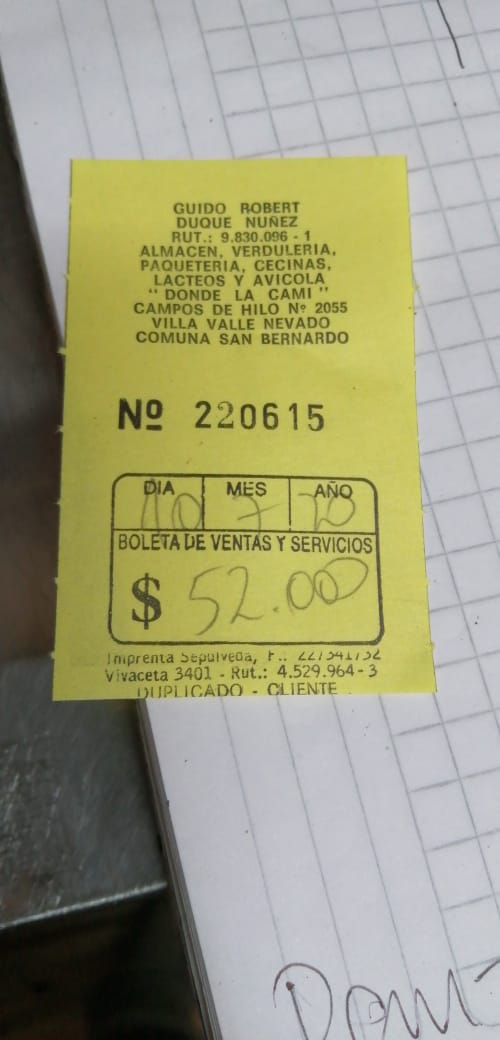 GUIDO ROBERT
DUQUE NUÑEZ
RUT.: 9.830.096 - 1
ALMACEN, VERDULERIA,
PAQUETERIA, CECINAS,
LACTEOS Y AVICOLA
" DONDE LA CAMI "
CAMPOS DE HILO Nº 2055
VILLA VALLE NEVADO
COMUNA SAN BERNARDO
Nº 220615
DIA MES AÑO
10 7 20
BOLETA DE VENTAS Y SERVICIOS
$ 52.000
Imprenta Sepúlveda, F.: 227341732
Vivaceta 3401 - Rut.: 4.529.964-3
DUPLICADO - CLIENTE